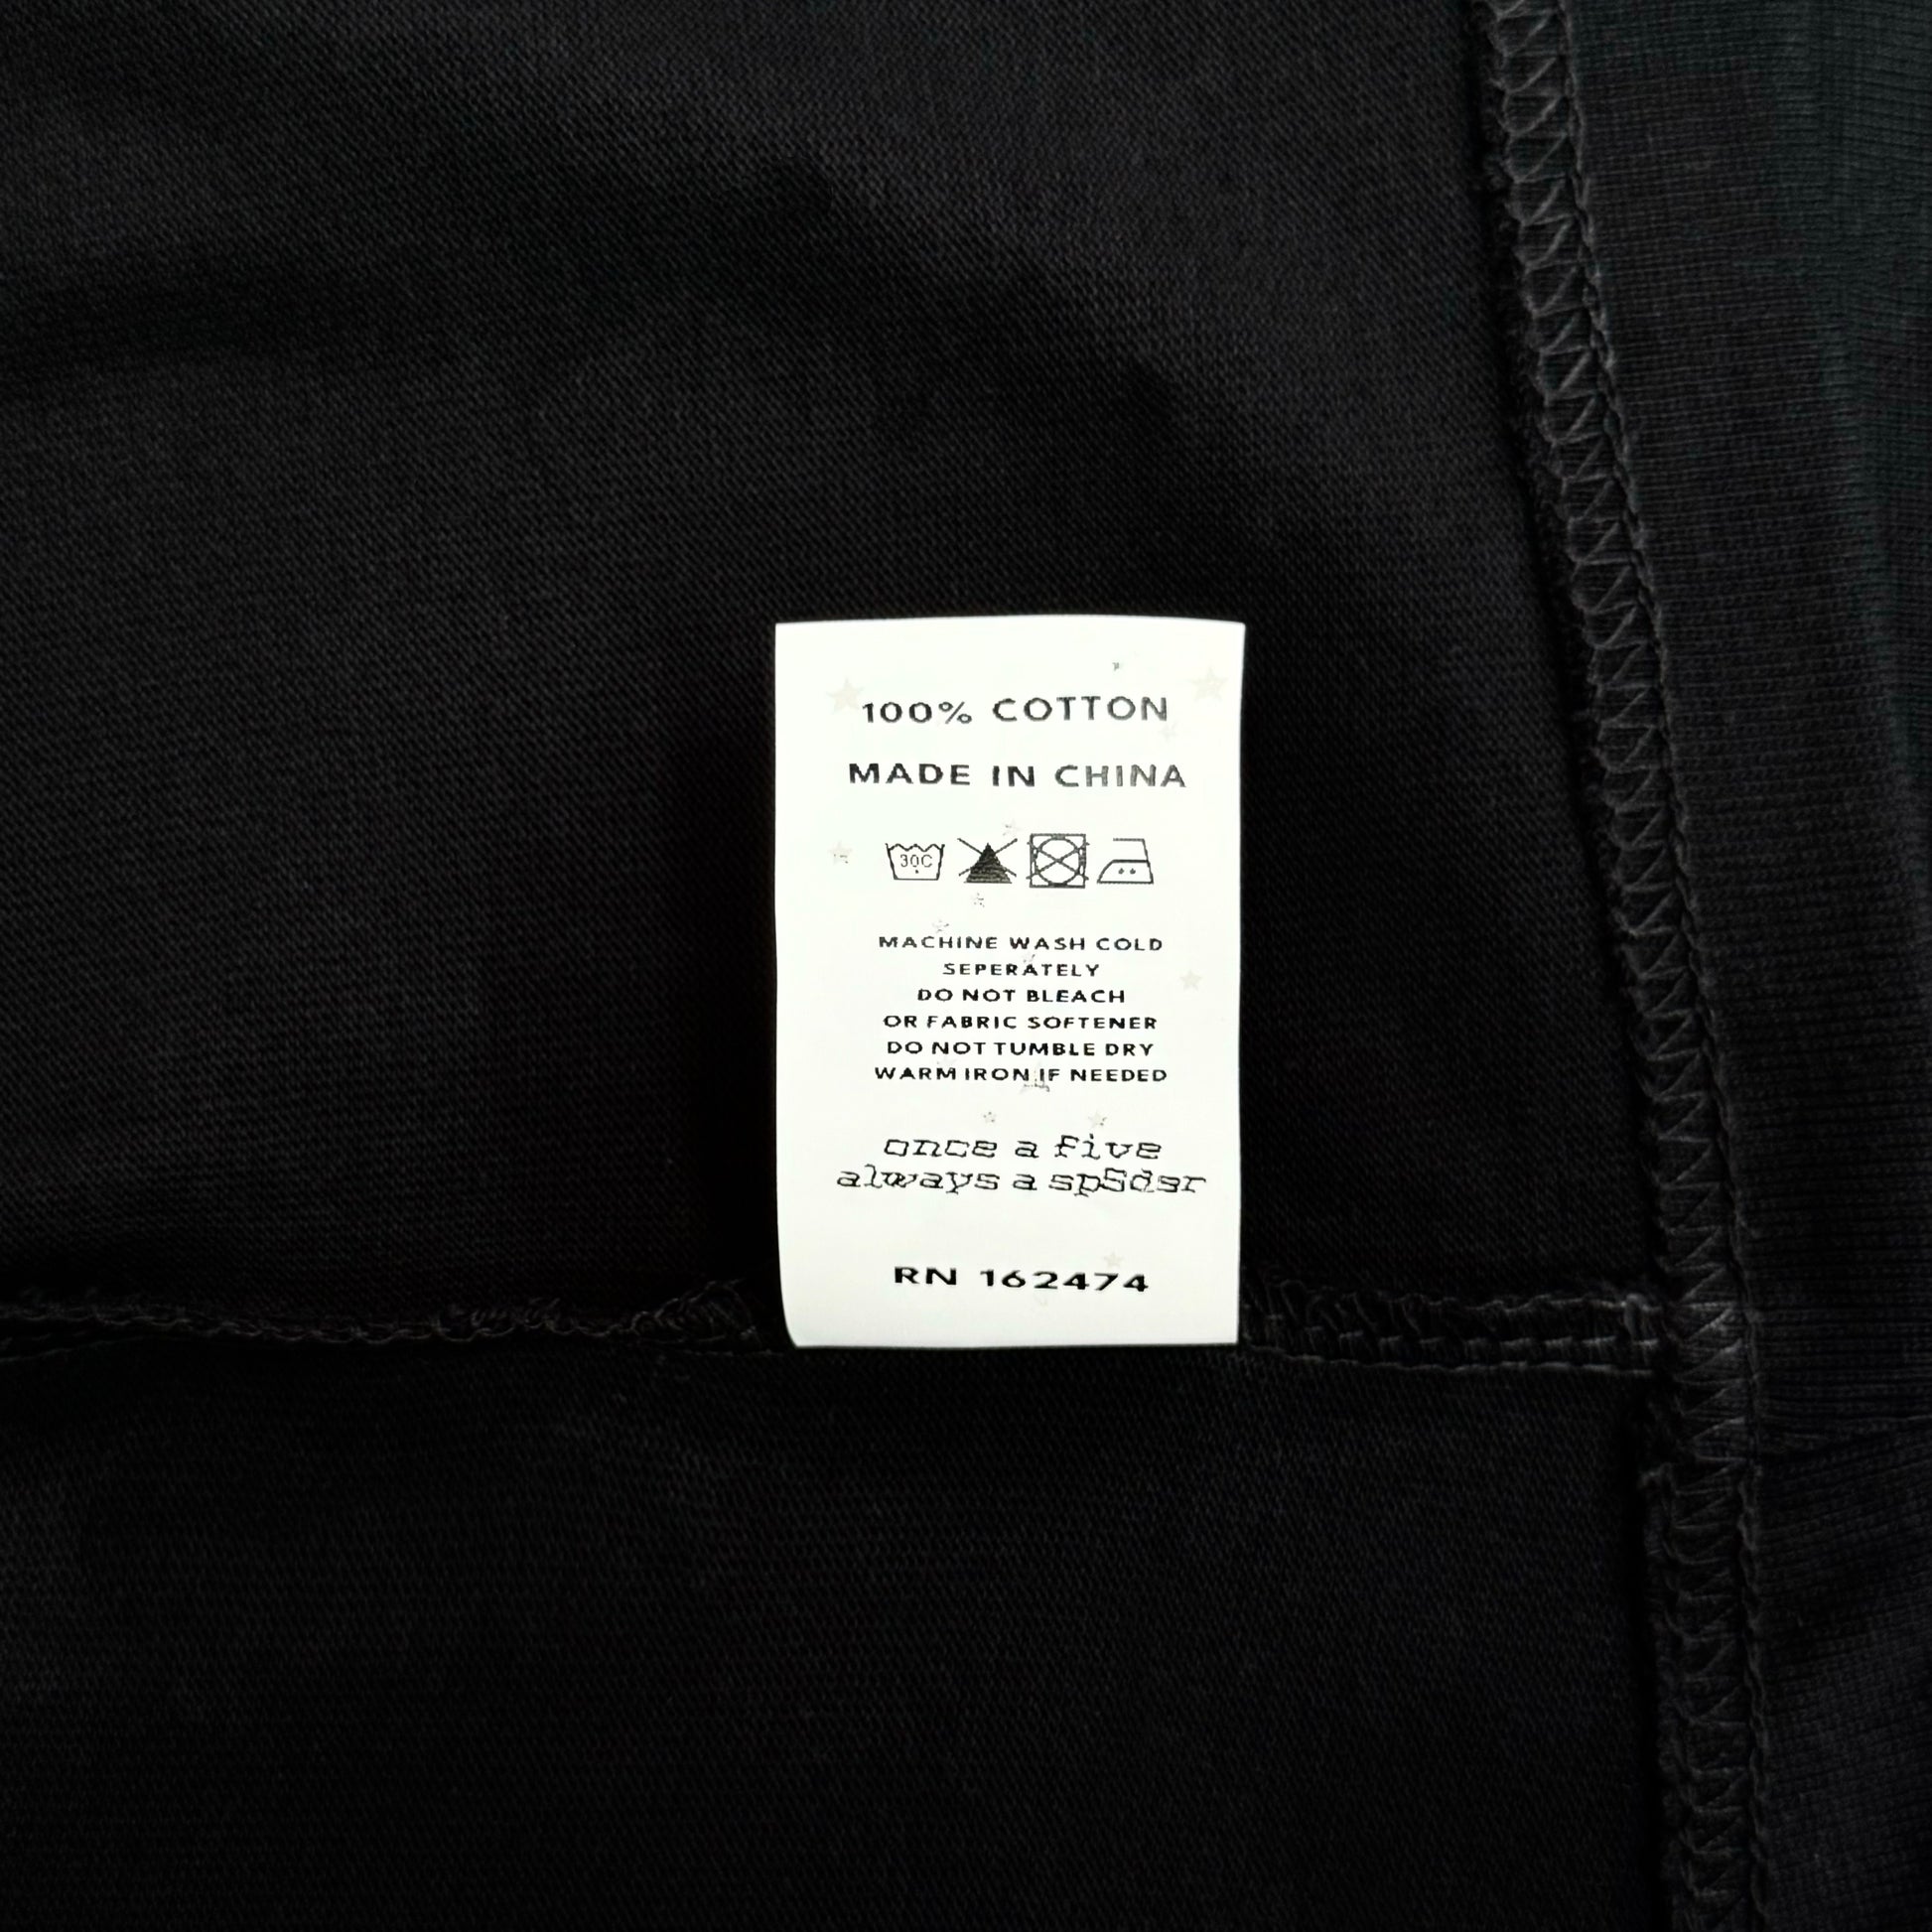 100% COTTON
MADE IN CHINA
30C
MACHINE WASH COLD
SEPERATELY
DO NOT BLEACH
OR FABRIC SOFTENER
DO NOT TUMBLE DRY
WARM IRON IF NEEDED
once a five
always a sp5der
RN 162474